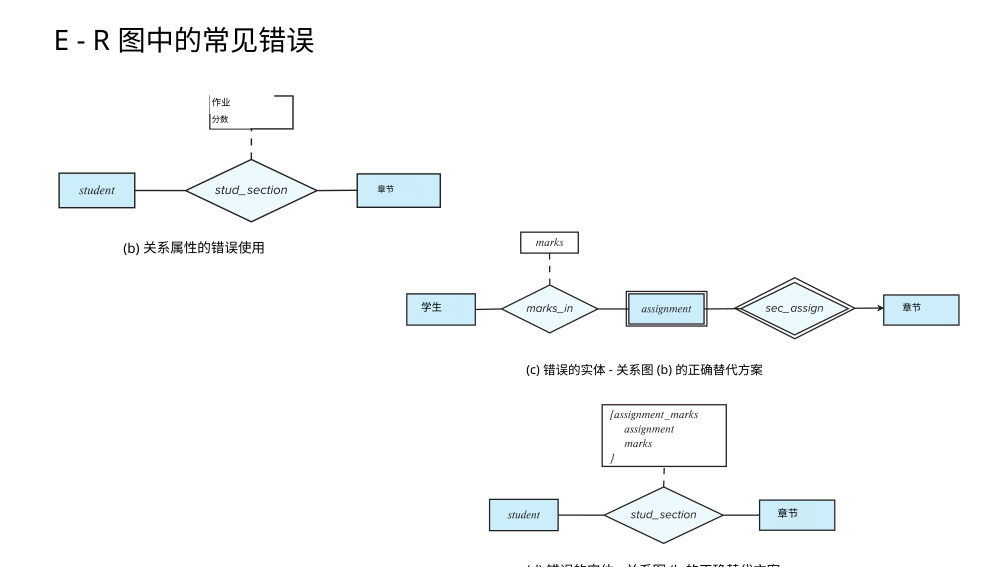 E - R 图中的常见错误
作业
分数
student
stud_section
章节
(b) 关系属性的错误使用
marks
学生
marks_in
assignment
sec_assign
章节
(c) 错误的实体 - 关系图 (b) 的正确替代方案
{assignment_marks
assignment
marks
}
student
stud_section
章节